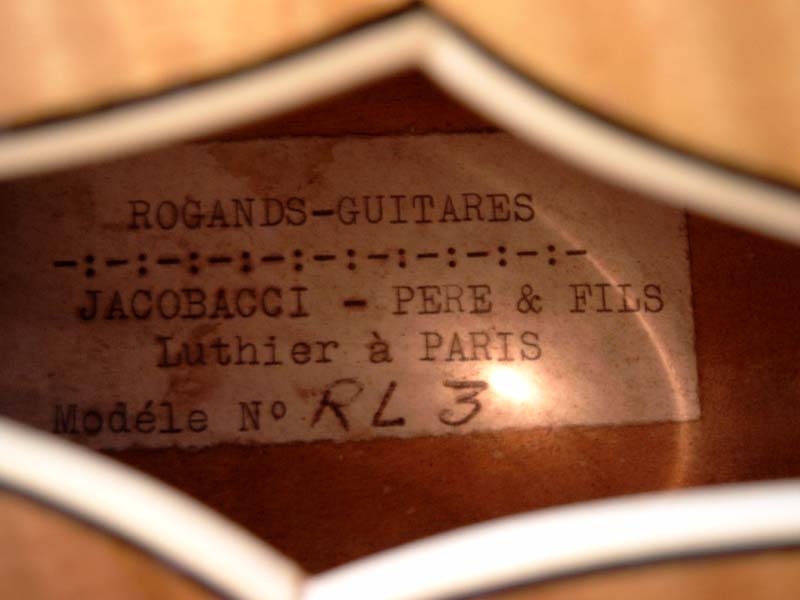 ROGANDS-GUITARES
-:-:-:-:-:-:-:-:-:-:-
JACOBACCI - PERE & FILS
Luthier à PARIS
Modéle N° RL 3